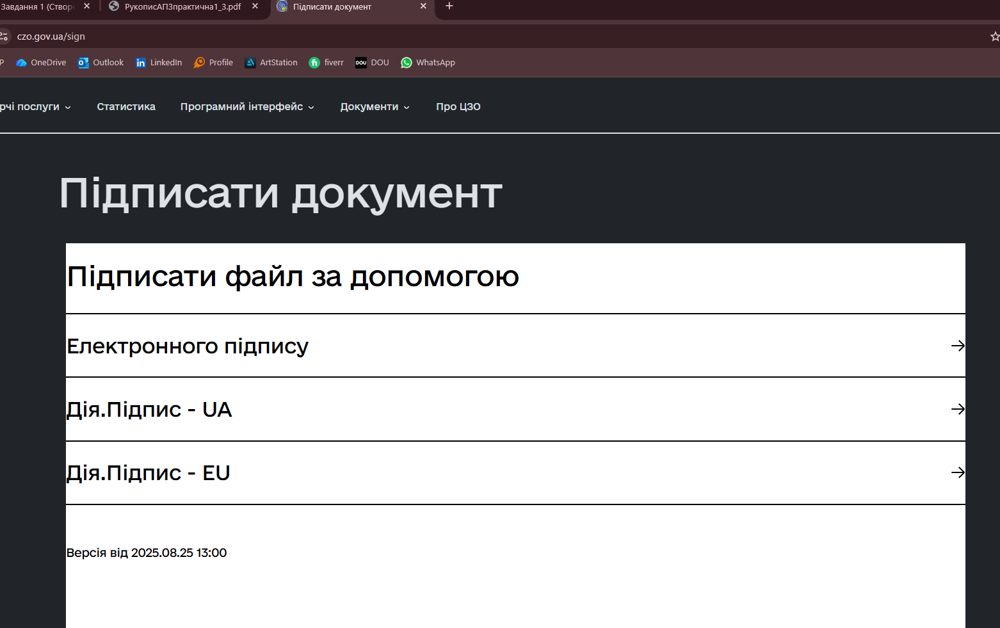 Завдання 1 (Створ
РукописАПЗпрактична1_3.pdf
Підписати документ
czo.gov.ua/sign
P OneDrive Outlook LinkedIn Profile ArtStation fiverr DOU DOU WhatsApp
рчі послуги Статистика Програмний інтерфейс Документи Про ЦЗО
Підписати документ
Підписати файл за допомогою
Електронного підпису
Дія.Підпис - UA
Дія.Підпис - EU
Версія від 2025.08.25 13:00